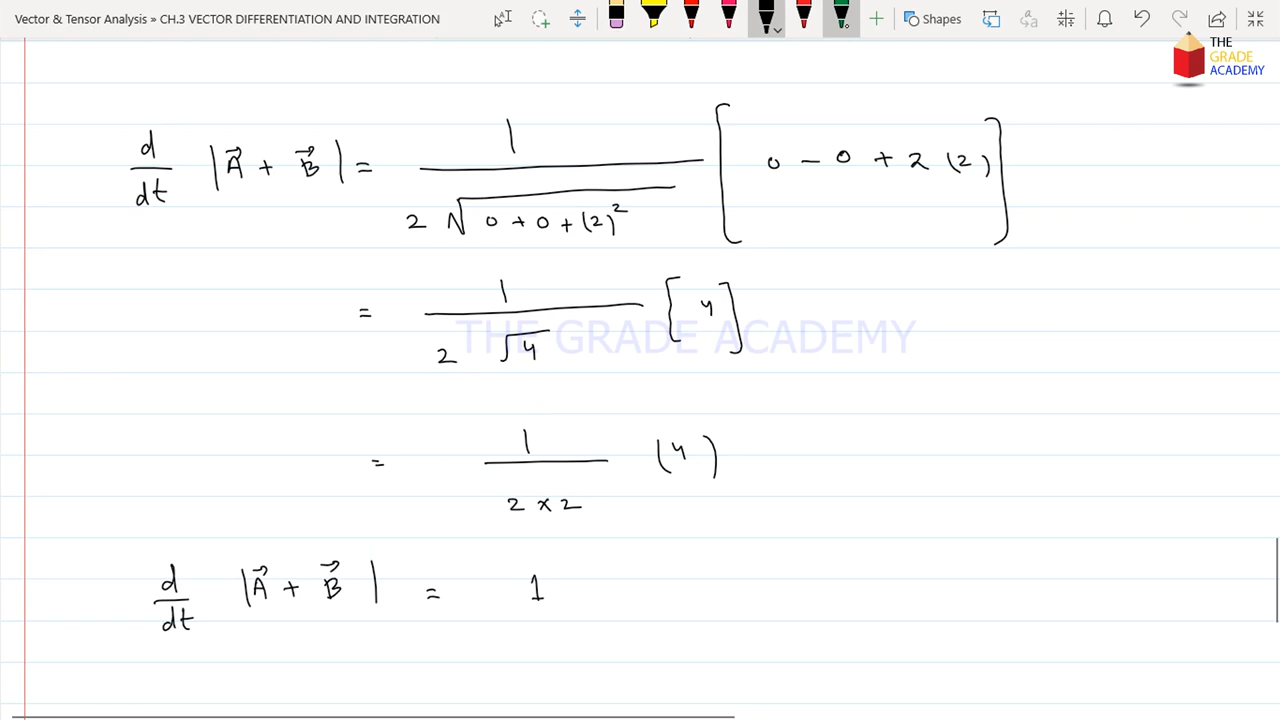 Vector & Tensor Analysis » CH.3 VECTOR DIFFERENTIATION AND INTEGRATION
Shapes
THE
GRADE
ACADEMY
d/dt |A⃗ + B⃗| = 1 / 2 √(0 + 0 + (2)²) [ 0 - 0 + 2 (2) ]
= 1 / 2 √4 [ 4 ]
THE GRADE ACADEMY
= 1 / 2 × 2 (4)
d/dt |A⃗ + B⃗| = 1